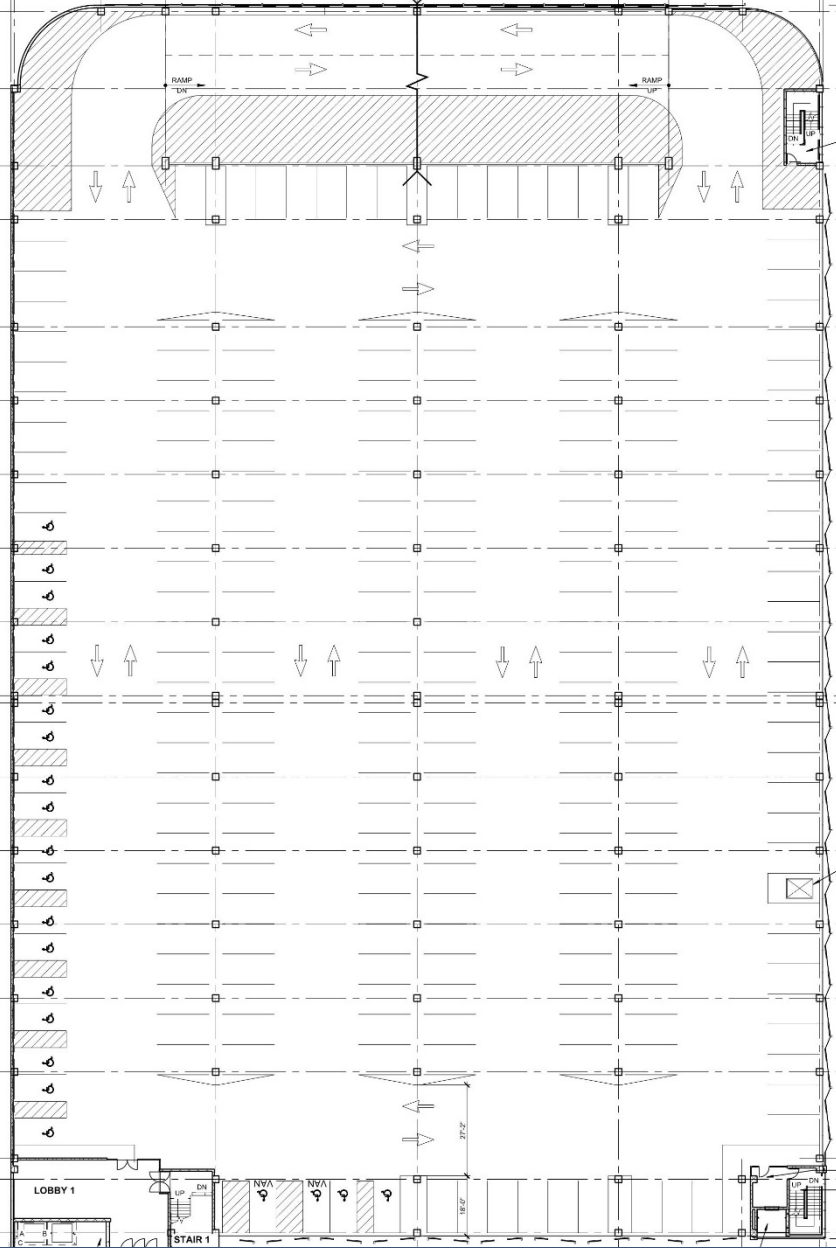 RAMP
DN
RAMP
UP
DN
UP
27'-2"
LOBBY 1
UP
DN
VAN
VAN
18'-0"
UP
DN
A
B
C
STAIR 1